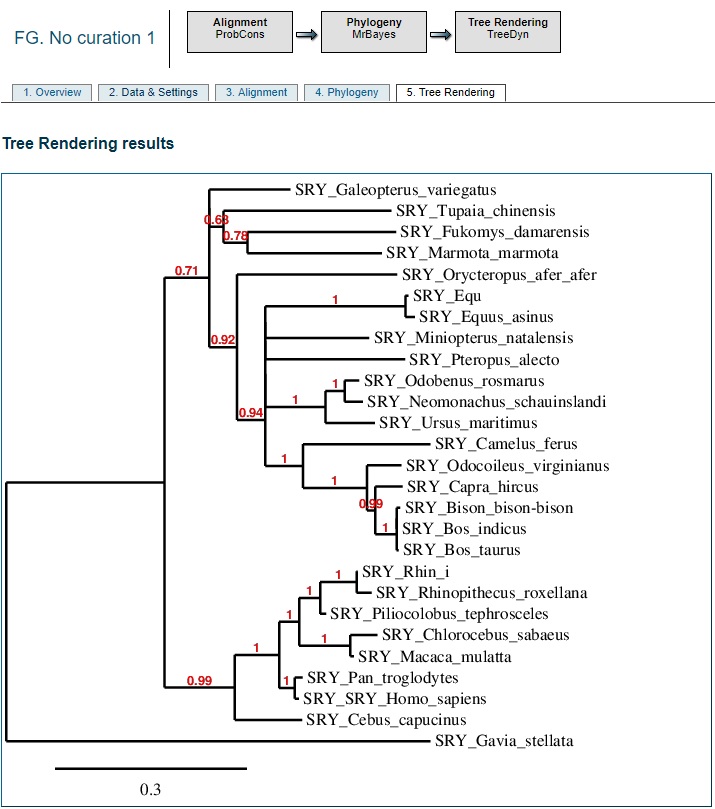 FG. No curation 1
Alignment
ProbCons
Phylogeny
MrBayes
Tree Rendering
TreeDyn
1. Overview
2. Data & Settings
3. Alignment
4. Phylogeny
5. Tree Rendering
Tree Rendering results
SRY_Galeopterus_variegatus
SRY_Tupaia_chinensis
0.63
SRY_Fukomys_damarensis
0.78
SRY_Marmota_marmota
0.71
SRY_Orycteropus_afer_afer
SRY_Equ
1
SRY_Equus_asinus
0.92
SRY_Miniopterus_natalensis
SRY_Pteropus_alecto
1
SRY_Odobenus_rosmarus
1
SRY_Neomonachus_schauinslandi
0.94
SRY_Ursus_maritimus
SRY_Camelus_ferus
1
SRY_Odocoileus_virginianus
1
SRY_Capra_hircus
0.99
SRY_Bison_bison-bison
1
SRY_Bos_indicus
SRY_Bos_taurus
1
SRY_Rhin_i
1
SRY_Rhinopithecus_roxellana
1
SRY_Piliocolobus_tephrosceles
1
SRY_Chlorocebus_sabaeus
1
SRY_Macaca_mulatta
0.99
1
SRY_Pan_troglodytes
SRY_SRY_Homo_sapiens
SRY_Cebus_capucinus
SRY_Gavia_stellata
0.3